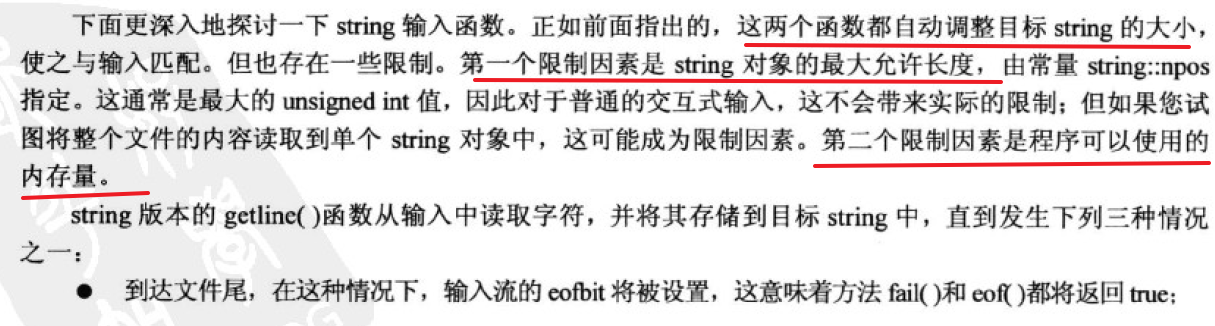 下面更深入地探讨一下 string 输入函数。正如前面指出的，这两个函数都自动调整目标 string 的大小，
使之与输入匹配。但也存在一些限制。第一个限制因素是 string 对象的最大允许长度，由常量 string::npos
指定。这通常是最大的 unsigned int 值，因此对于普通的交互式输入，这不会带来实际的限制；但如果您试
图将整个文件的内容读取到单个 string 对象中，这可能成为限制因素。第二个限制因素是程序可以使用的
内存量。
string 版本的 getline( )函数从输入中读取字符，并将其存储到目标 string 中，直到发生下列三种情况
之一：
● 到达文件尾，在这种情况下，输入流的 eofbit 将被设置，这意味着方法 fail( )和 eof( )都将返回 true；